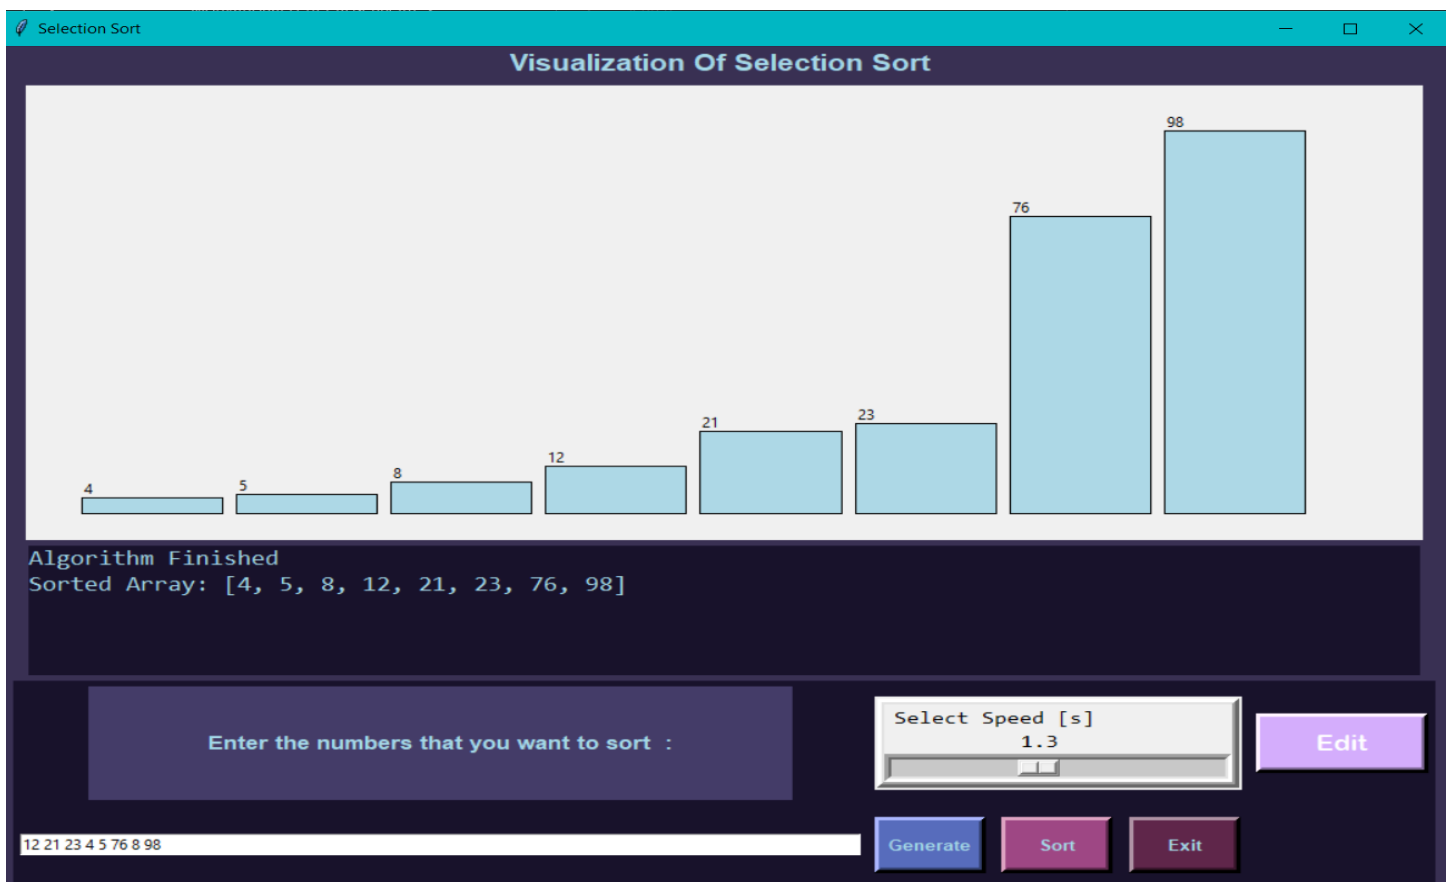 Selection Sort
Visualization Of Selection Sort
98
76
23
21
12
8
5
4
Algorithm Finished
Sorted Array: [4, 5, 8, 12, 21, 23, 76, 98]
Enter the numbers that you want to sort :
Select Speed [s]
1.3
Edit
12 21 23 4 5 76 8 98
Generate
Sort
Exit